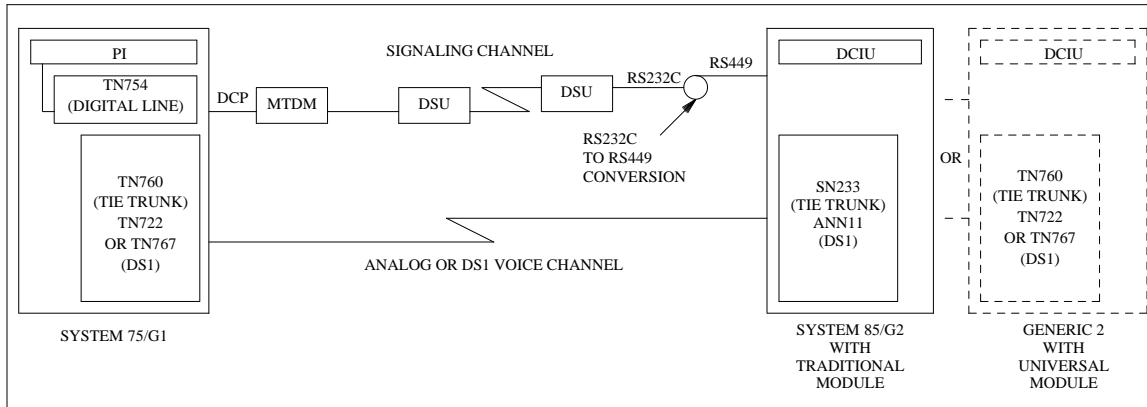 PI
TN754
(DIGITAL LINE)
TN760
(TIE TRUNK)
TN722
OR TN767
(DS1)
SYSTEM 75/G1
DCP
MTDM
SIGNALING CHANNEL
DSU
DSU
RS232C
RS449
RS232C
TO RS449
CONVERSION
ANALOG OR DS1 VOICE CHANNEL
DCIU
SN233
(TIE TRUNK)
ANN11
(DS1)
SYSTEM 85/G2
WITH
TRADITIONAL
MODULE
OR
DCIU
TN760
(TIE TRUNK)
TN722
OR TN767
(DS1)
GENERIC 2
WITH
UNIVERSAL
MODULE